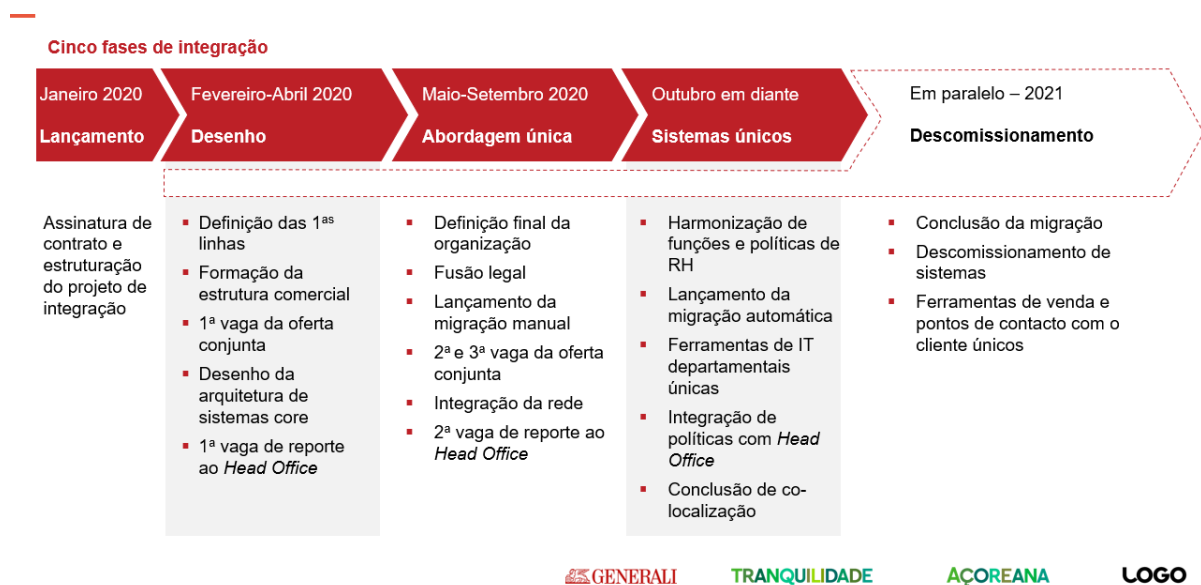 Cinco fases de integração
Janeiro 2020
Lançamento
Fevereiro-Abril 2020
Desenho
Maio-Setembro 2020
Abordagem única
Outubro em diante
Sistemas únicos
Em paralelo – 2021
Descomissionamento
Assinatura de
contrato e
estruturação
do projeto de
integração
▪ Definição das 1ªs
linhas
▪ Formação da
estrutura comercial
▪ 1ª vaga da oferta
conjunta
▪ Desenho da
arquitetura de
sistemas core
▪ 1ª vaga de reporte
ao Head Office
▪ Definição final da
organização
▪ Fusão legal
▪ Lançamento da
migração manual
▪ 2ª e 3ª vaga da oferta
conjunta
▪ Integração da rede
▪ 2ª vaga de reporte ao
Head Office
▪ Harmonização de
funções e políticas de
RH
▪ Lançamento da
migração automática
▪ Ferramentas de IT
departamentais
únicas
▪ Integração de
políticas com Head
Office
▪ Conclusão de co-
localização
▪ Conclusão da migração
▪ Descomissionamento de
sistemas
▪ Ferramentas de venda e
pontos de contacto com o
cliente únicos
GENERALI
TRANQUILIDADE
AÇOREANA
LOGO